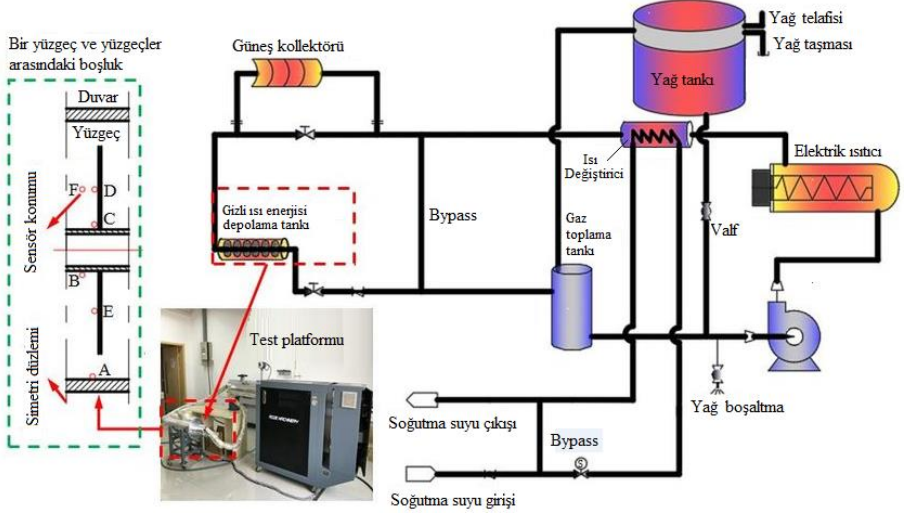 Bir yüzgeç ve yüzgeçler
arasındaki boşluk
Duvar
Yüzgeç
F
D
C
B
E
A
Sensör konumu
Simetri düzlemi
Güneş kollektörü
Gizli ısı enerjisi
depolama tankı
Bypass
Test platformu
Yağ telafisi
Yağ taşması
Yağ tankı
Isı
Değiştirici
Elektrik ısıtıcı
Gaz
toplama
tankı
Valf
Yağ boşaltma
Soğutma suyu çıkışı
Bypass
S
Soğutma suyu girişi